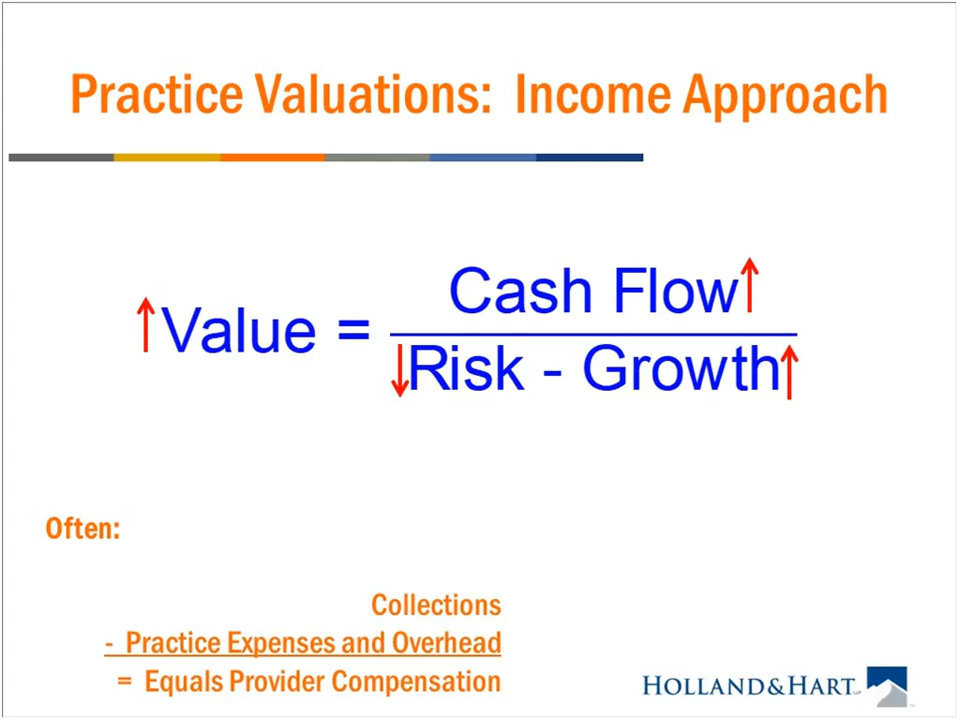 Practice Valuations: Income Approach
↑Value = Cash Flow↑
↓Risk - Growth↑
Often:
Collections
- Practice Expenses and Overhead
= Equals Provider Compensation
HOLLAND&HART